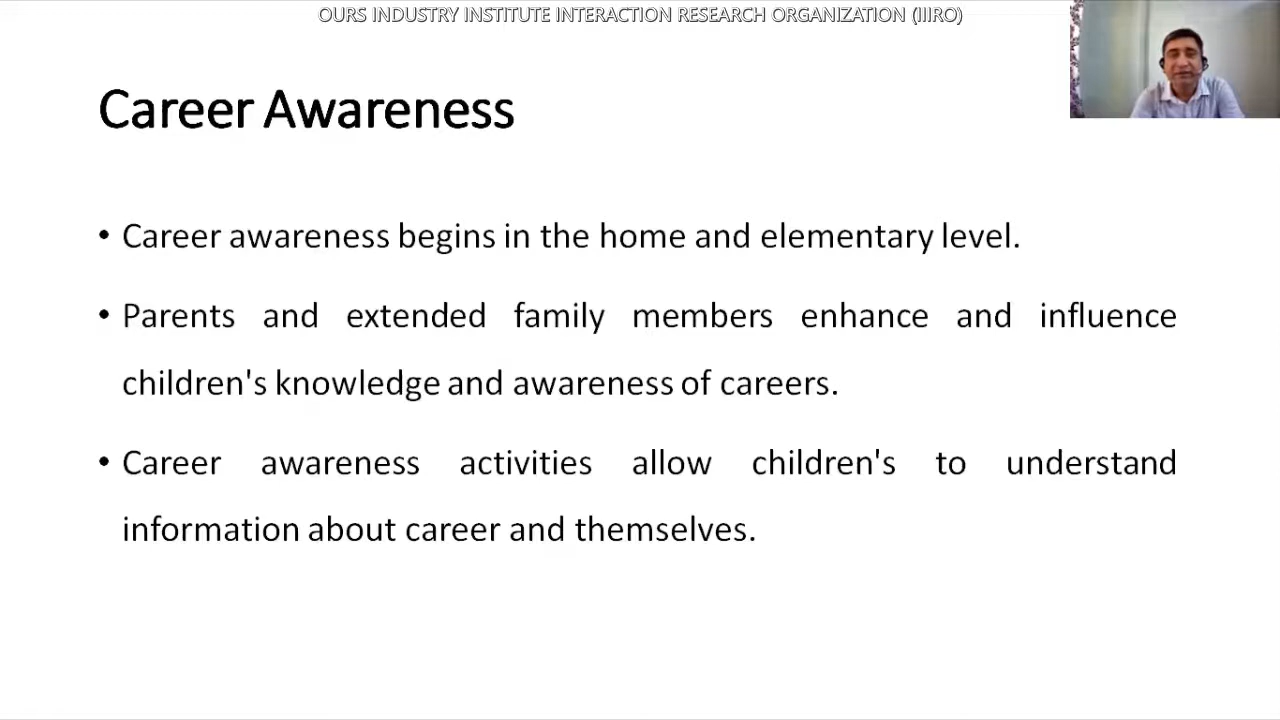 OURS INDUSTRY INSTITUTE INTERACTION RESEARCH ORGANIZATION (IIIRO)
Career Awareness
• Career awareness begins in the home and elementary level.
• Parents and extended family members enhance and influence
children's knowledge and awareness of careers.
• Career awareness activities allow children's to understand
information about career and themselves.